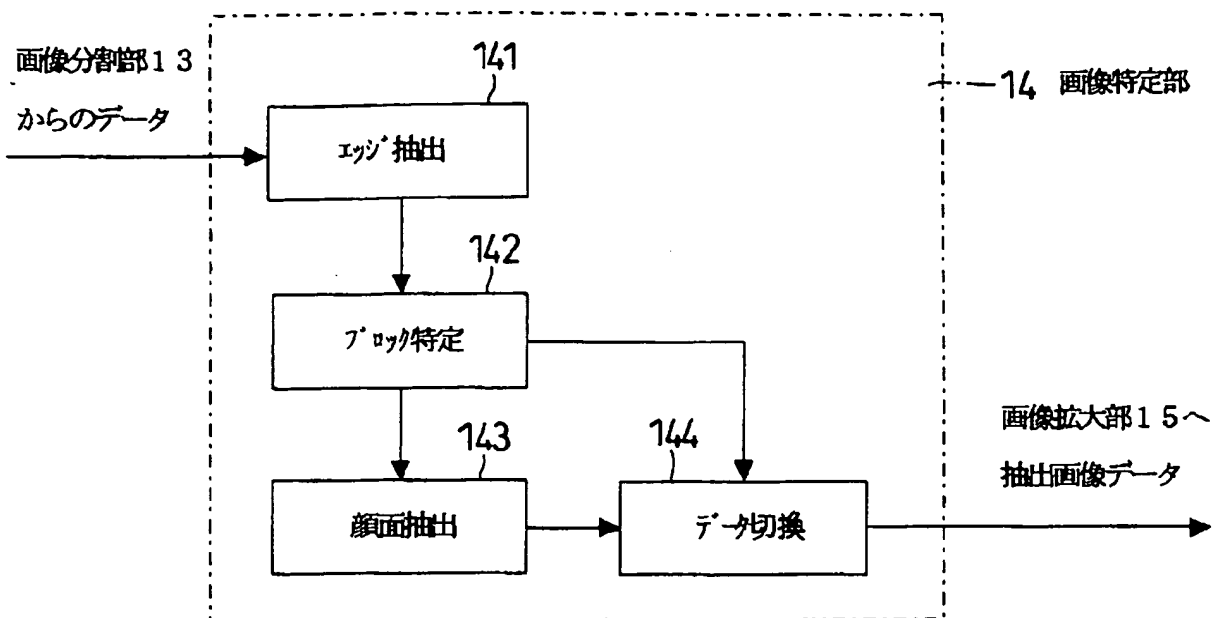 画像分割部13
からのデータ
141
エッジ抽出
14 画像特定部
142
ブロック特定
143
顔面抽出
144
データ切換
画像拡大部15へ
抽出画像データ